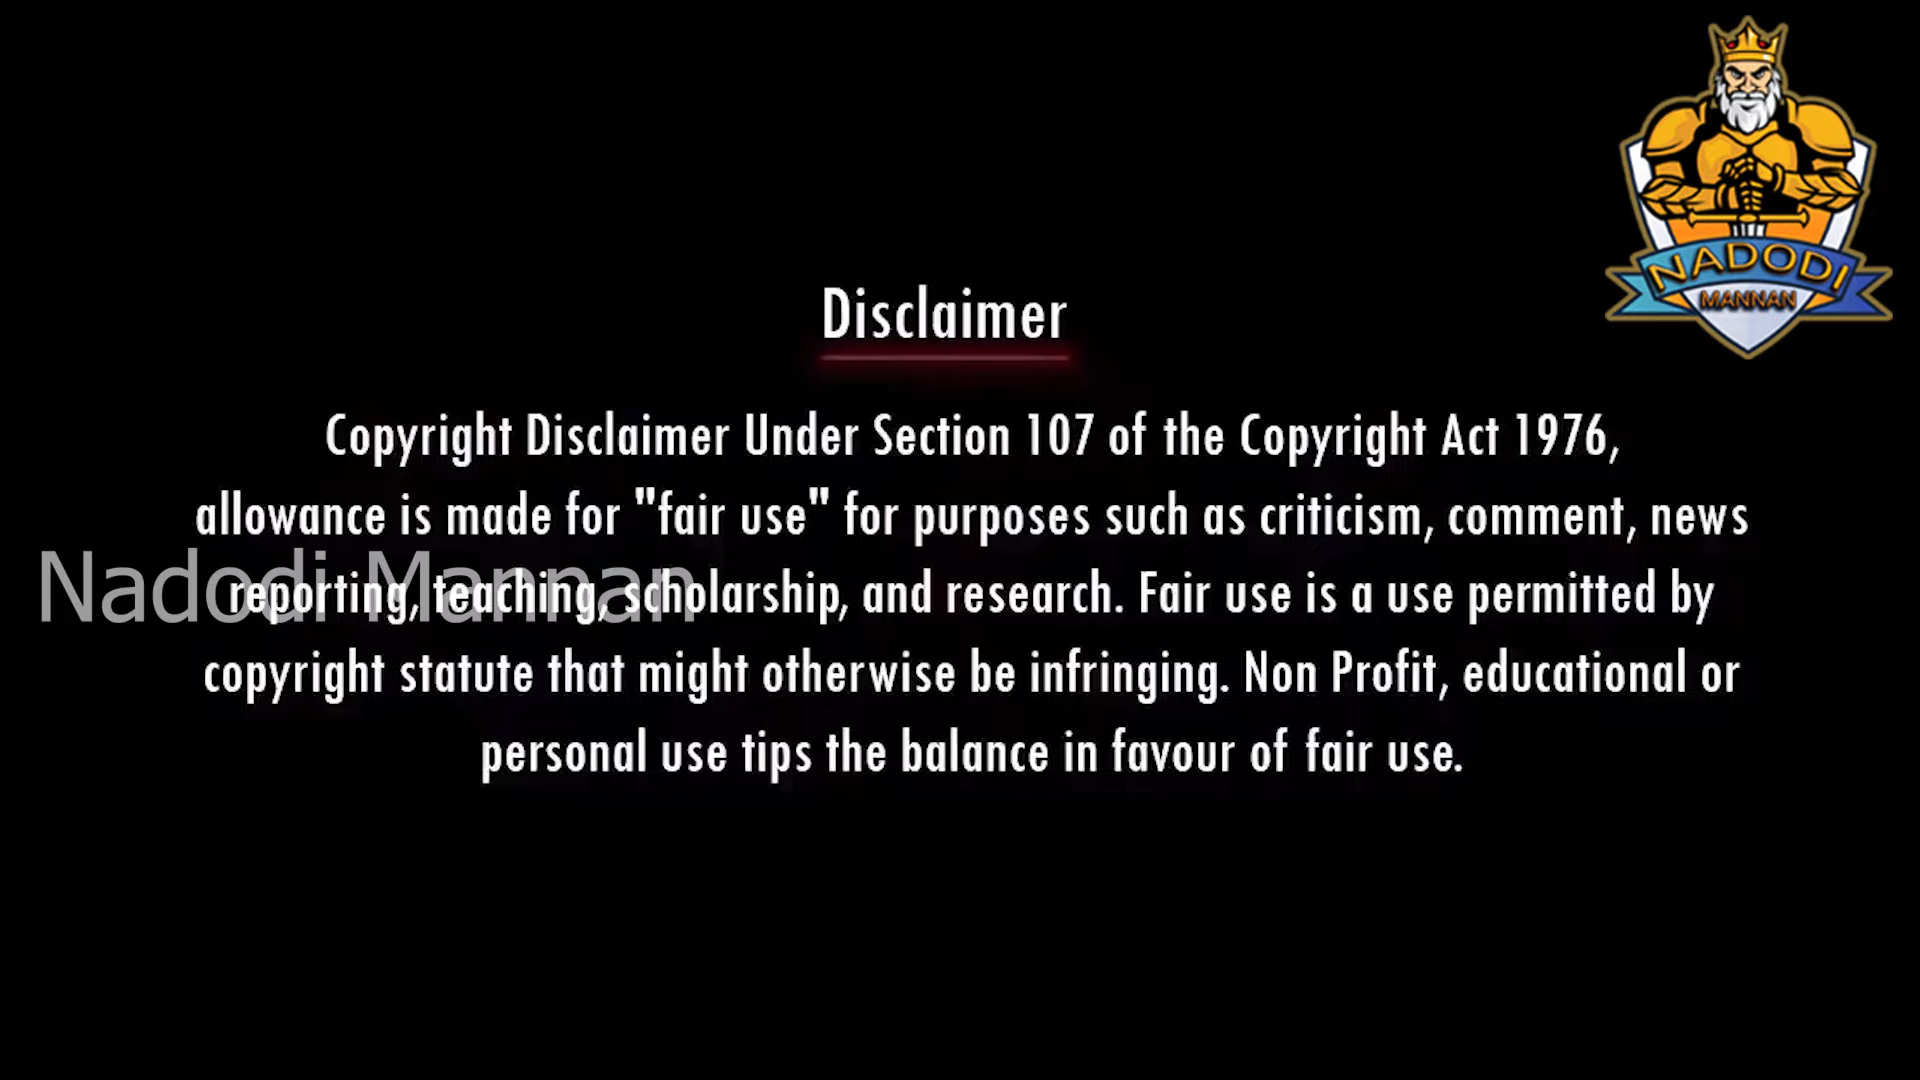 NADODI
MANNAN
Disclaimer
Copyright Disclaimer Under Section 107 of the Copyright Act 1976,
allowance is made for "fair use" for purposes such as criticism, comment, news
reporting, teaching, scholarship, and research. Fair use is a use permitted by
copyright statute that might otherwise be infringing. Non Profit, educational or
personal use tips the balance in favour of fair use.
Nadodi Mannan